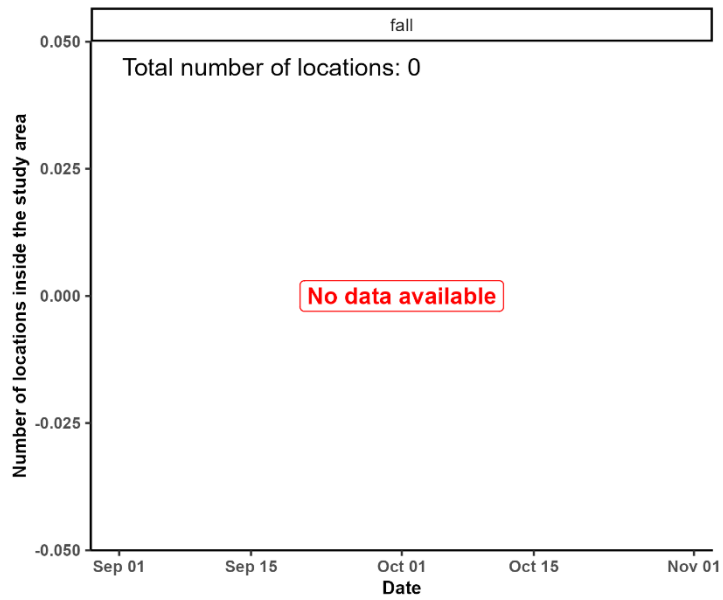 fall
Total number of locations: 0
No data available
Number of locations inside the study area
0.050
0.025
0.000
-0.025
-0.050
Sep 01
Sep 15
Oct 01
Oct 15
Nov 01
Date